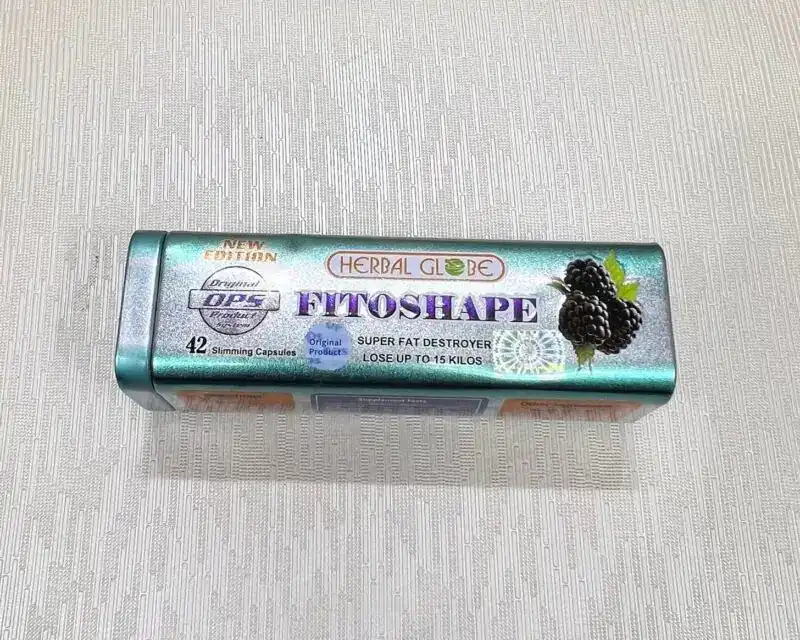 NEW
EDITION
HERBAL GLOBE
Original
OPS
Product
System
FITOSHAPE
42 Slimming Capsules
Original
Product
SUPER FAT DESTROYER
LOSE UP TO 15 KILOS
Supplement Facts